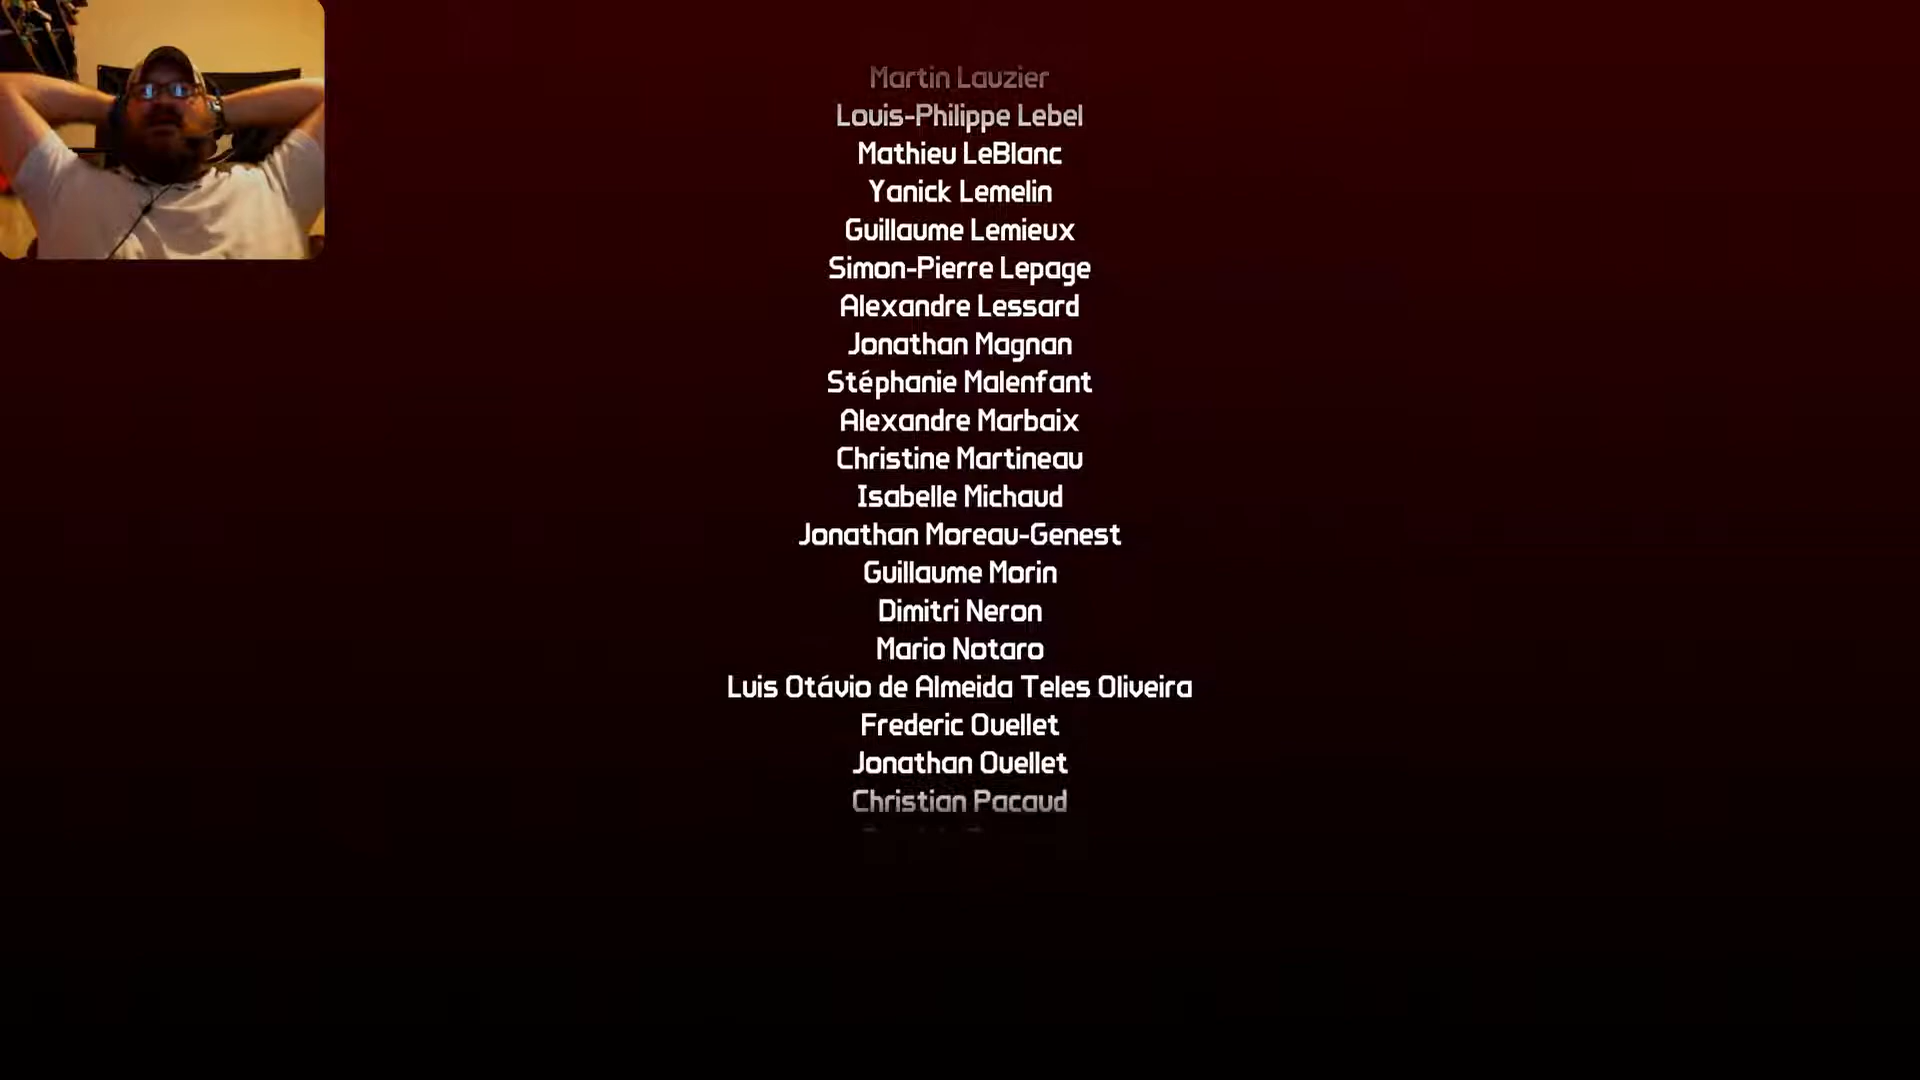 Martin Lauzier
Louis-Philippe Lebel
Mathieu LeBlanc
Yanick Lemelin
Guillaume Lemieux
Simon-Pierre Lepage
Alexandre Lessard
Jonathan Magnan
Stéphanie Malenfant
Alexandre Marbaix
Christine Martineau
Isabelle Michaud
Jonathan Moreau-Genest
Guillaume Morin
Dimitri Neron
Mario Notaro
Luis Otávio de Almeida Teles Oliveira
Frederic Ouellet
Jonathan Ouellet
Christian Pacaud